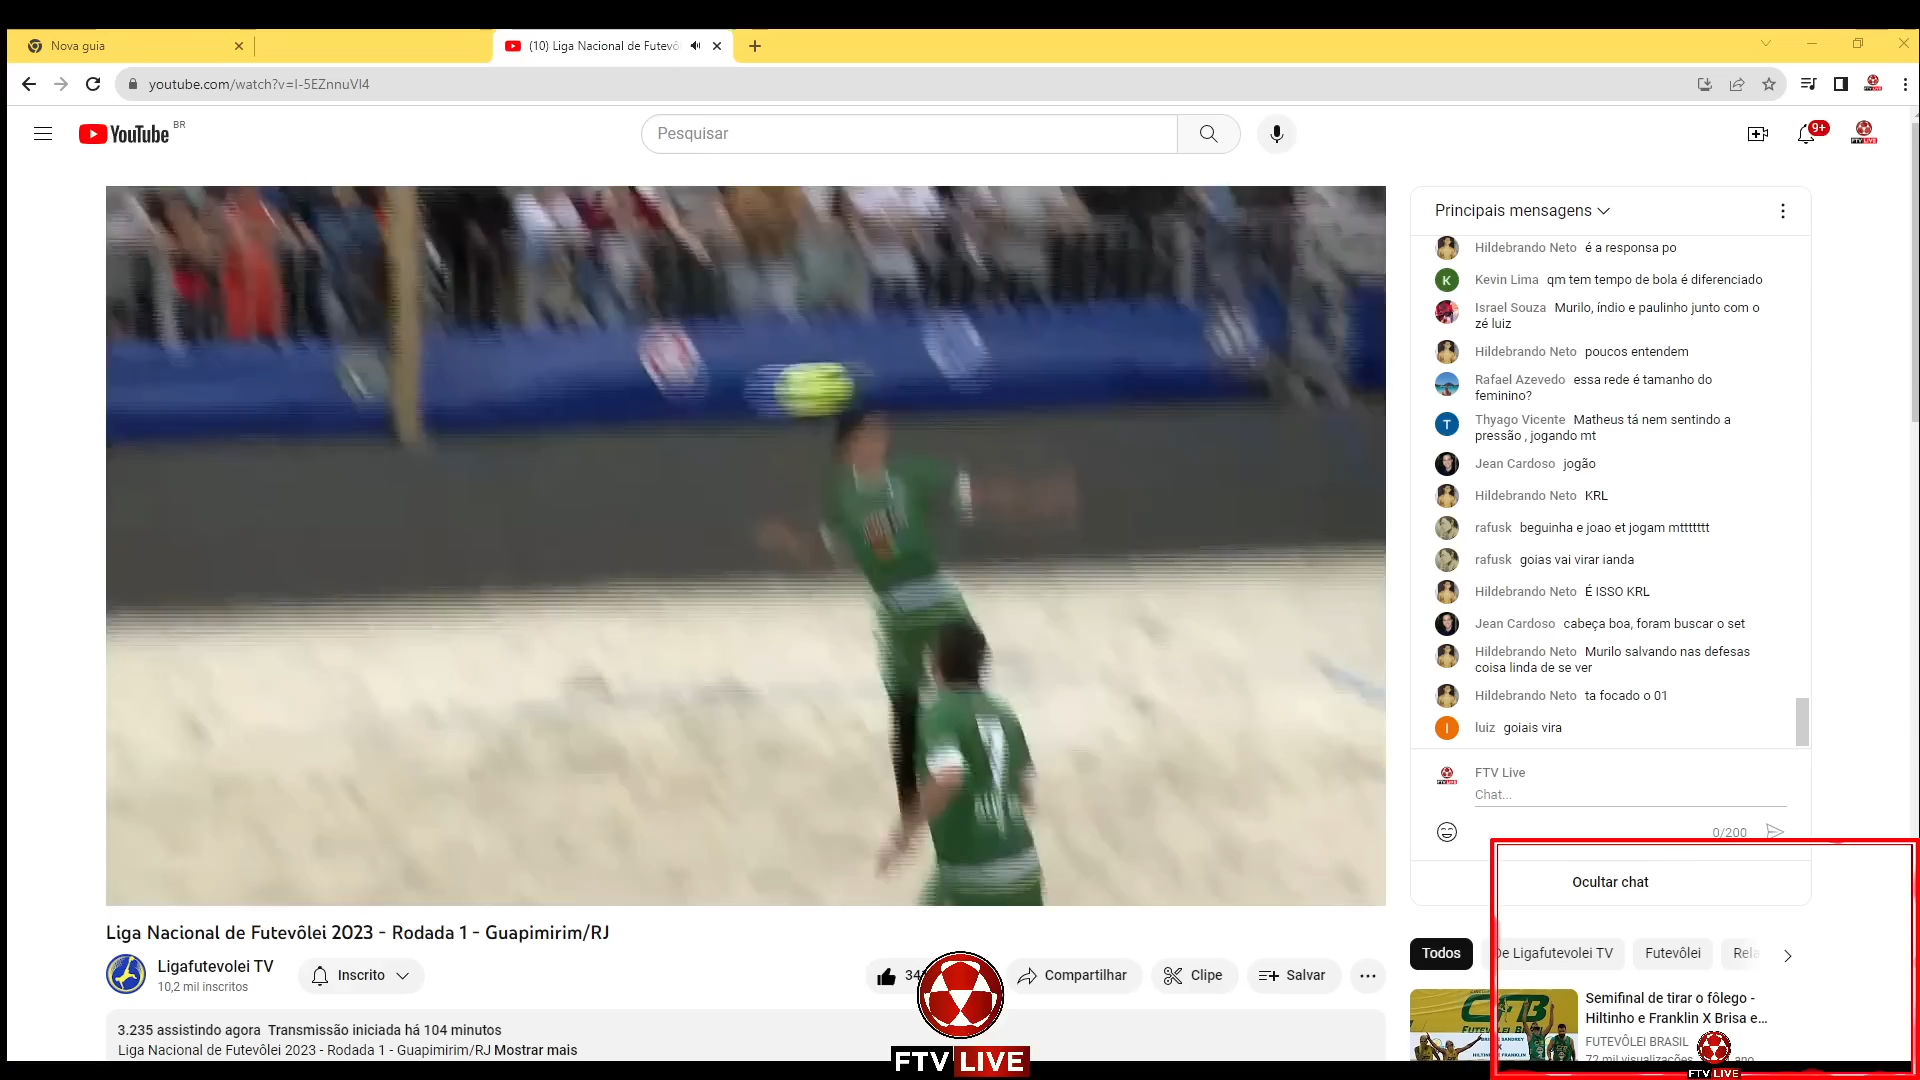 Nova guia
(10) Liga Nacional de Futevô
youtube.com/watch?v=I-5EZnnuVI4
YouTube BR
Pesquisar
9+
Principais mensagens
Hildebrando Neto é a responsa po
K Kevin Lima qm tem tempo de bola é diferenciado
Israel Souza Murilo, índio e paulinho junto com o
zé luiz
Hildebrando Neto poucos entendem
Rafael Azevedo essa rede é tamanho do
feminino?
T Thyago Vicente Matheus tá nem sentindo a
pressão , jogando mt
Jean Cardoso jogão
Hildebrando Neto KRL
rafusk beguinha e joao et jogam mttttttt
rafusk goias vai virar ianda
Hildebrando Neto É ISSO KRL
Jean Cardoso cabeça boa, foram buscar o set
Hildebrando Neto Murilo salvando nas defesas
coisa linda de se ver
Hildebrando Neto ta focado o 01
l luiz goiais vira
FTV Live
Chat...
0/200
Ocultar chat
Liga Nacional de Futevôlei 2023 - Rodada 1 - Guapimirim/RJ
Ligafutevolei TV
10,2 mil inscritos
Inscrito
Compartilhar
Clipe
Salvar
3.235 assistindo agora Transmissão iniciada há 104 minutos
Liga Nacional de Futevôlei 2023 - Rodada 1 - Guapimirim/RJ Mostrar mais
FTV LIVE
Todos
De Ligafutevolei TV
Futevôlei
Rela
CFB
Semifinal de tirar o fôlego -
Hiltinho e Franklin X Brisa e...
FUTEVÔLEI BRASIL
72 mil visualizações
ano
FTV LIVE